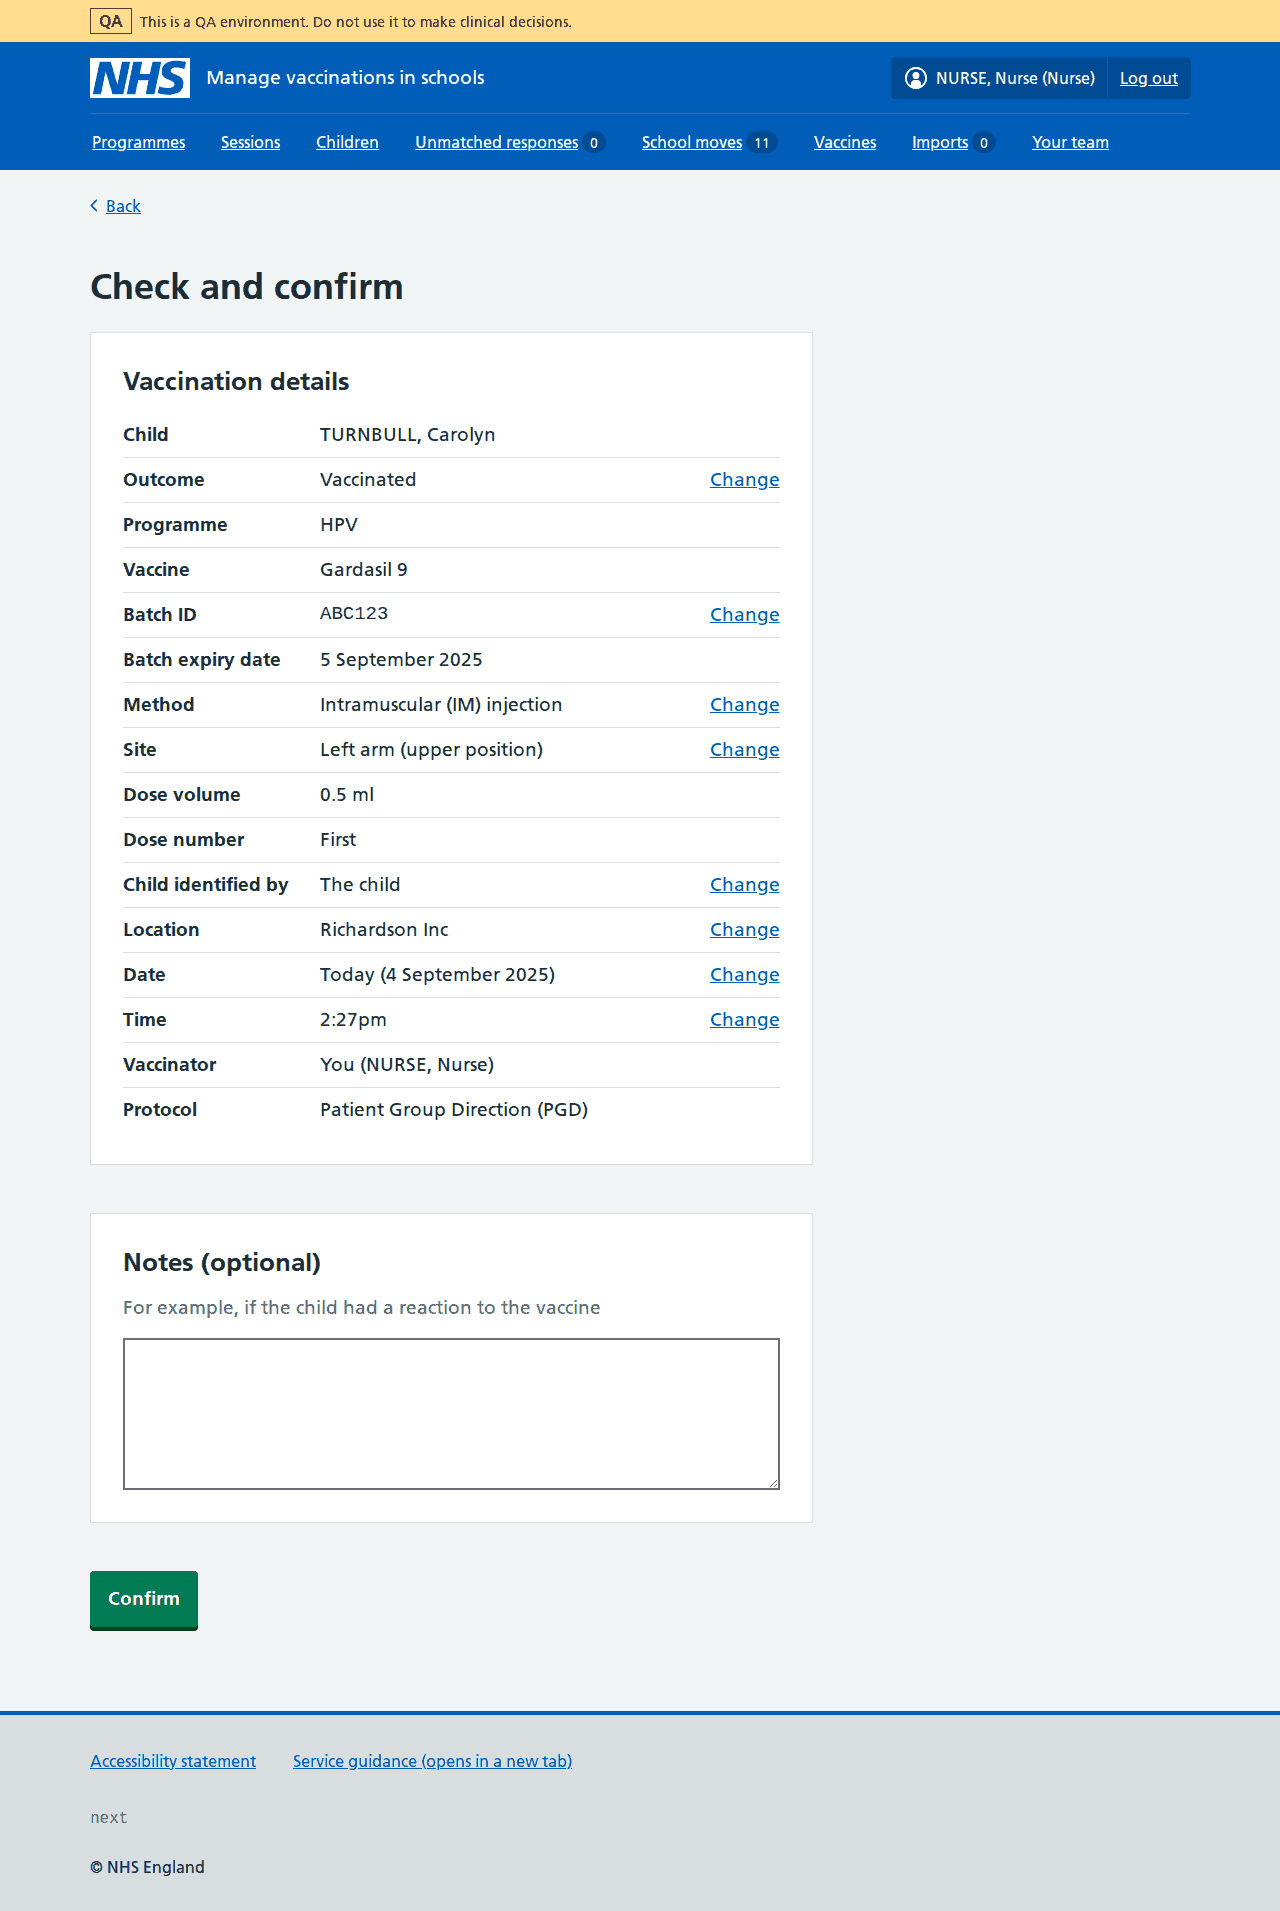 QA This is a QA environment. Do not use it to make clinical decisions.
NHS Manage vaccinations in schools NURSE, Nurse (Nurse) Log out
Programmes Sessions Children Unmatched responses 0 School moves 11 Vaccines Imports 0 Your team
Back
Check and confirm
Vaccination details
Child TURNBULL, Carolyn
Outcome Vaccinated Change
Programme HPV
Vaccine Gardasil 9
Batch ID ABC123 Change
Batch expiry date 5 September 2025
Method Intramuscular (IM) injection Change
Site Left arm (upper position) Change
Dose volume 0.5 ml
Dose number First
Child identified by The child Change
Location Richardson Inc Change
Date Today (4 September 2025) Change
Time 2:27pm Change
Vaccinator You (NURSE, Nurse)
Protocol Patient Group Direction (PGD)
Notes (optional)
For example, if the child had a reaction to the vaccine
Confirm
Accessibility statement Service guidance (opens in a new tab)
next
© NHS England